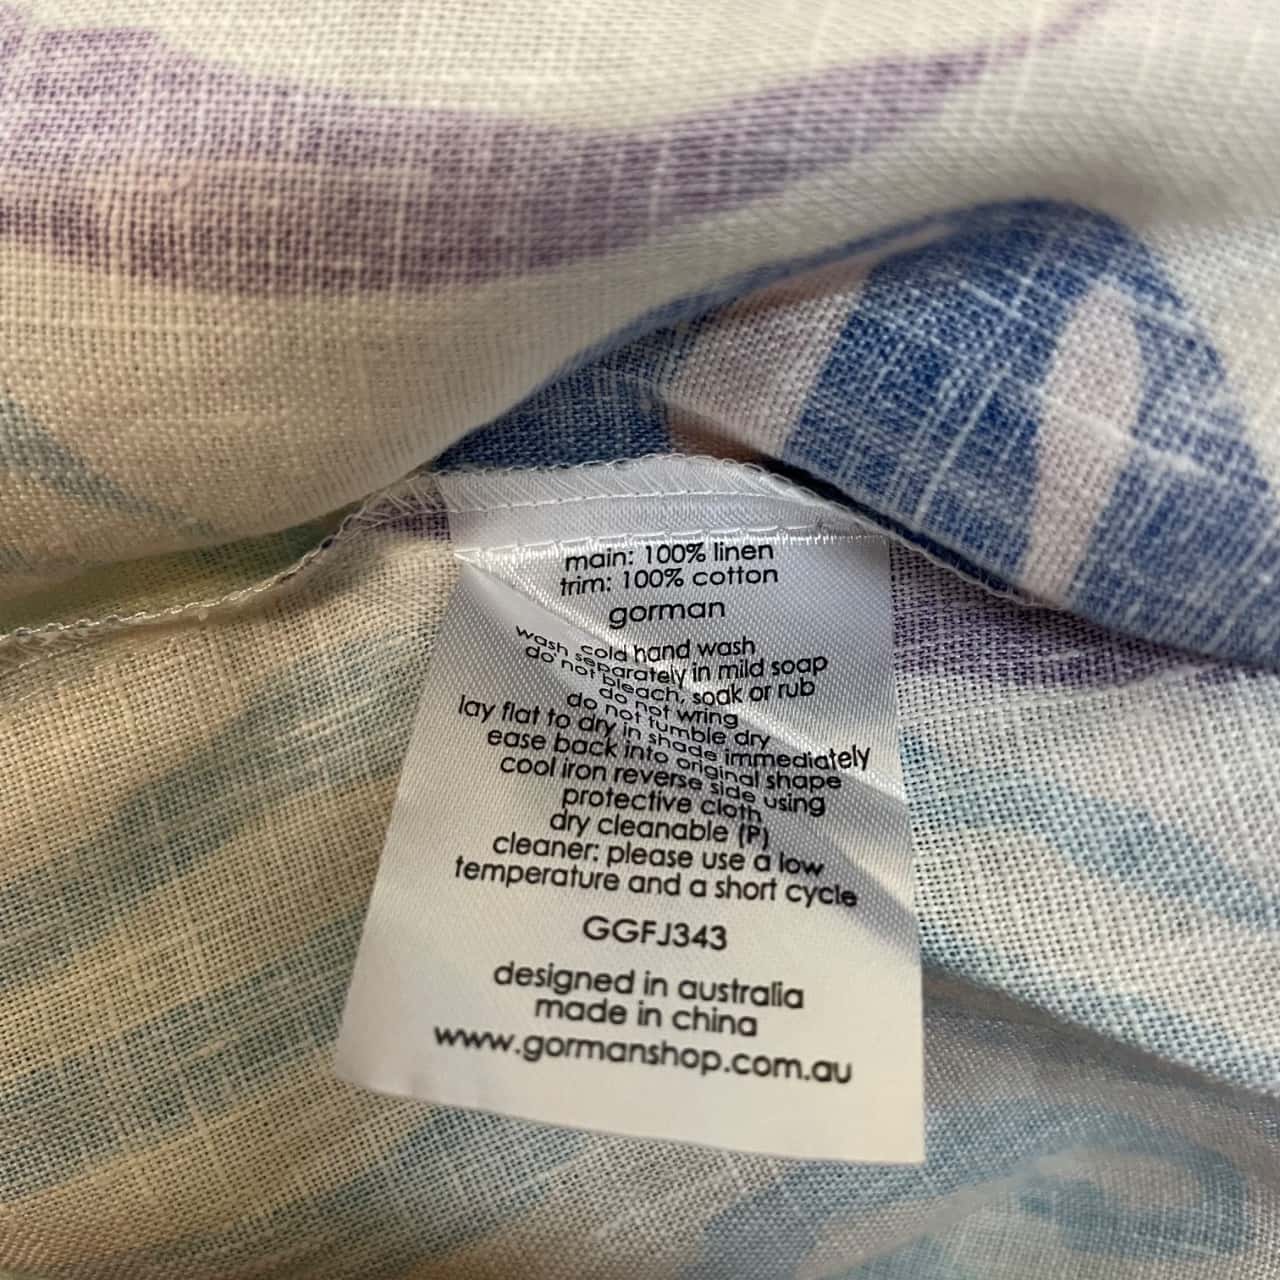 main: 100% linen
trim: 100% cotton
gorman
cold hand wash
wash separately in mild soap
do not bleach, soak or rub
do not wring
do not tumble dry
lay flat to dry in shade immediately
ease back into original shape
cool iron reverse side using
protective cloth
dry cleanable (P)
cleaner: please use a low
temperature and a short cycle
GGFJ343
designed in australia
made in china
www.gormanshop.com.au